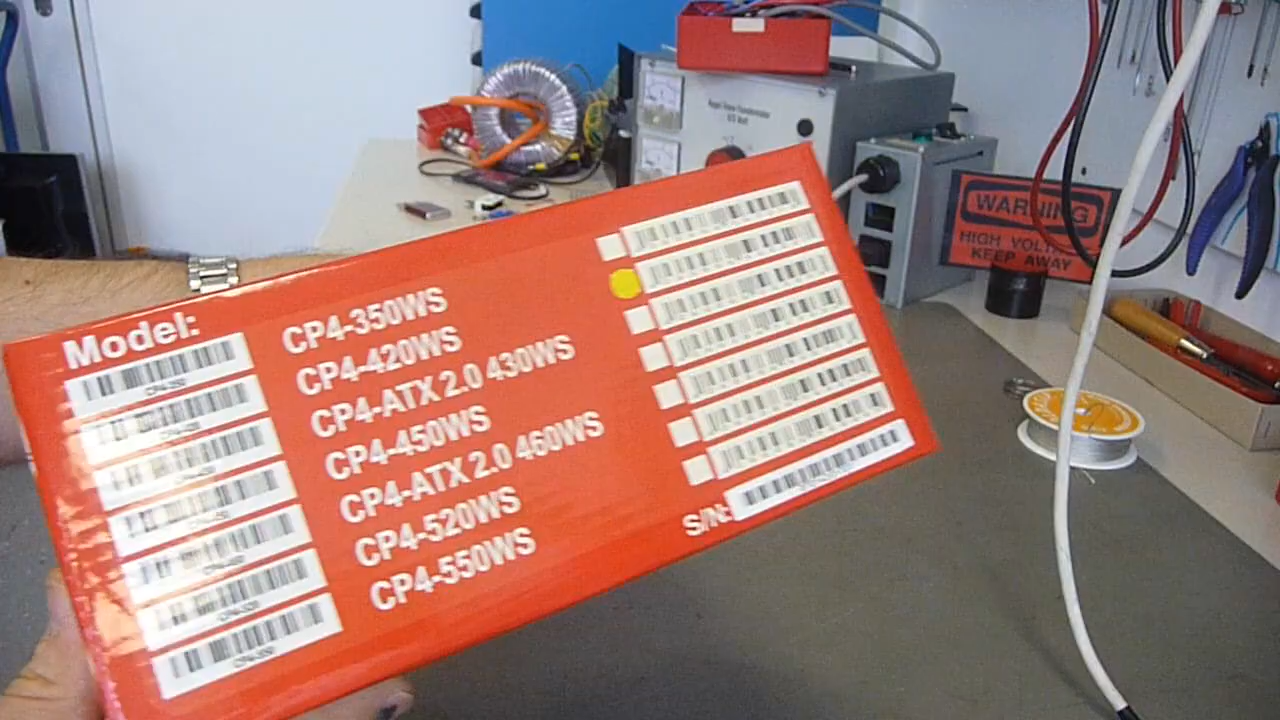 Model:
CP4-350WS
CP4-420WS
CP4-ATX 2.0 430WS
CP4-450WS
CP4-ATX 2.0 460WS
CP4-520WS
CP4-550WS
S/N:
WARNING
HIGH VOLTAGE
KEEP AWAY